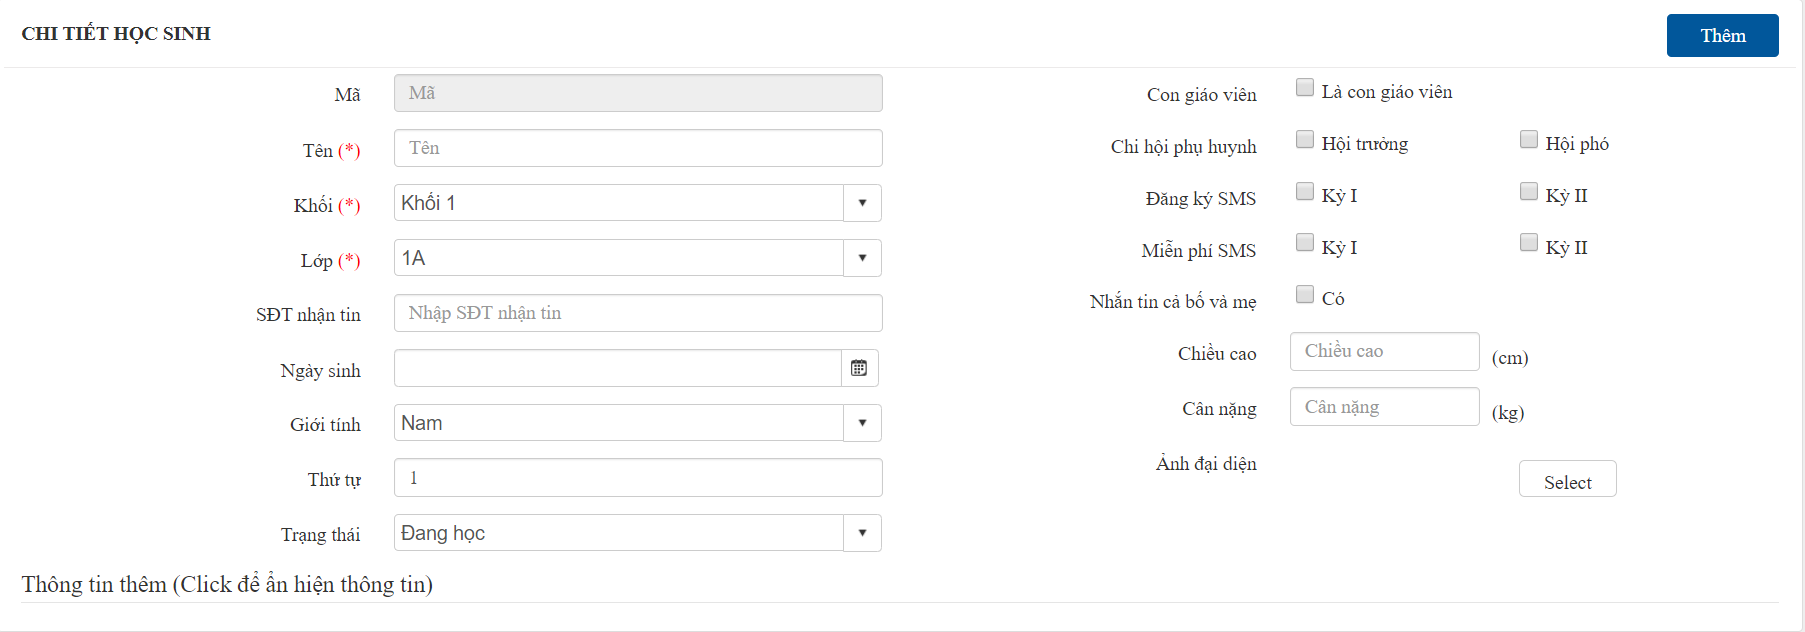 CHI TIẾT HỌC SINH
Thêm
Mã
Mã
Tên (*)
Tên
Khối (*)
Khối 1
Lớp (*)
1A
SĐT nhận tin
Nhập SĐT nhận tin
Ngày sinh
Giới tính
Nam
Thứ tự
1
Trạng thái
Đang học
Con giáo viên
Là con giáo viên
Chi hội phụ huynh
Hội trưởng
Hội phó
Đăng ký SMS
Kỳ I
Kỳ II
Miễn phí SMS
Kỳ I
Kỳ II
Nhắn tin cả bố và mẹ
Có
Chiều cao
Chiều cao
(cm)
Cân nặng
Cân nặng
(kg)
Ảnh đại diện
Select
Thông tin thêm (Click để ẩn hiện thông tin)